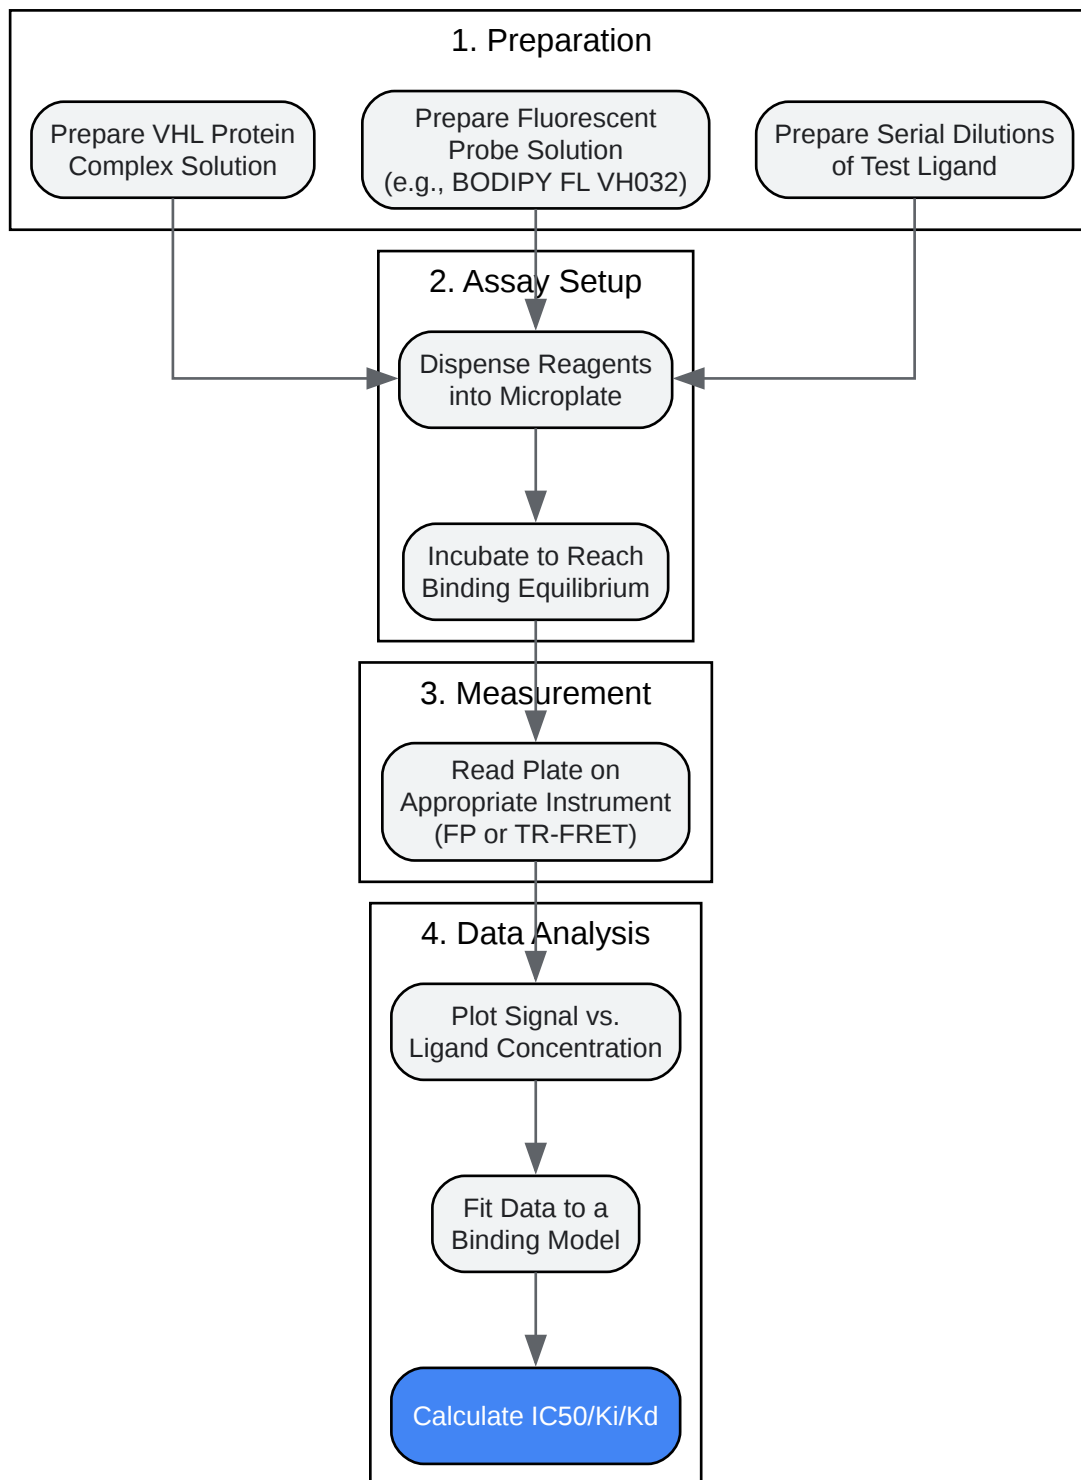 1. Preparation
Prepare VHL Protein
Complex Solution
Prepare Fluorescent
Probe Solution
(e.g., BODIPY FL VH032)
Prepare Serial Dilutions
of Test Ligand
2. Assay Setup
Dispense Reagents
into Microplate
Incubate to Reach
Binding Equilibrium
3. Measurement
Read Plate on
Appropriate Instrument
(FP or TR-FRET)
4. Data Analysis
Plot Signal vs.
Ligand Concentration
Fit Data to a
Binding Model
Calculate IC50/Ki/Kd